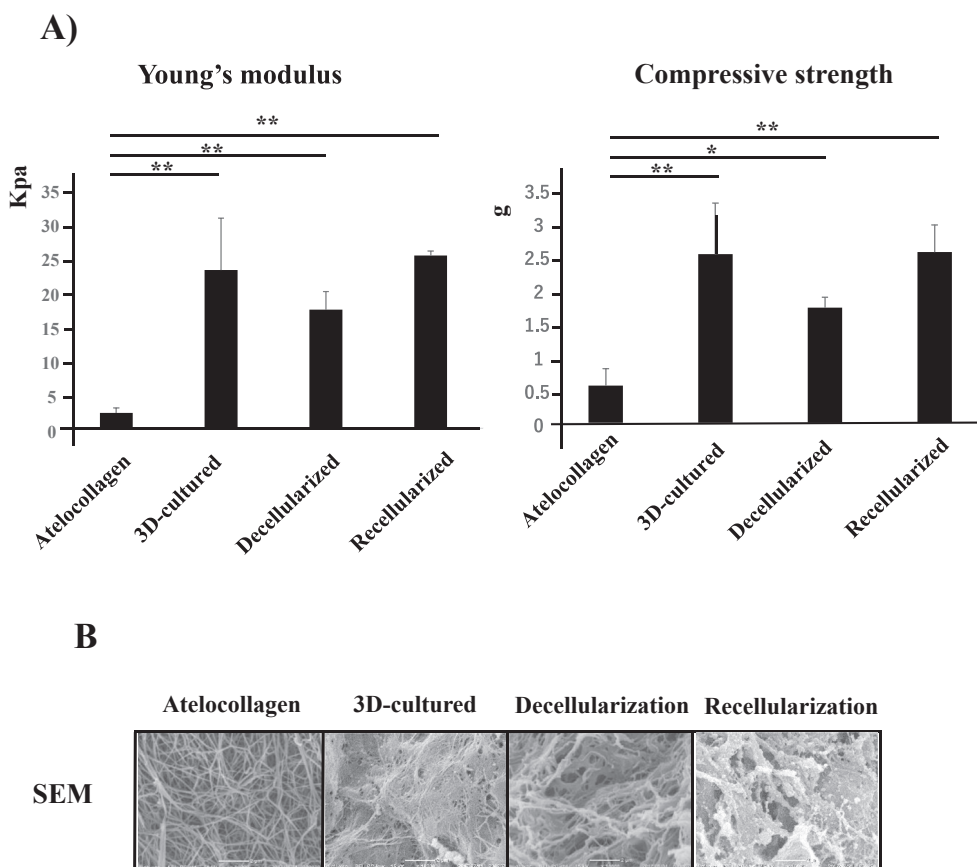 A)
Young's modulus
**
**
**
Kpa
35
30
25
20
15
10
5
0
Atelocollagen
3D-cultured
Decellularized
Recellularized
Compressive strength
**
*
**
g
3.5
3
2.5
2
1.5
1
0.5
0
Atelocollagen
3D-cultured
Decellularized
Recellularized
B
Atelocollagen 3D-cultured Decellularization Recellularization
SEM